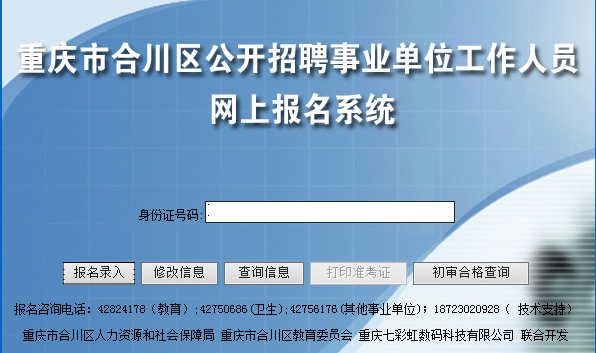 重庆市合川区公开招聘事业单位工作人员
网上报名系统
身份证号码:
报名录入 修改信息 查询信息 打印准考证 初审合格查询
报名咨询电话: 42824178（教育）;42750686(卫生);42756176(其他事业单位); 18723020928（ 技术支持）
重庆市合川区人力资源和社会保障局 重庆市合川区教育委员会 重庆七彩虹数码科技有限公司 联合开发